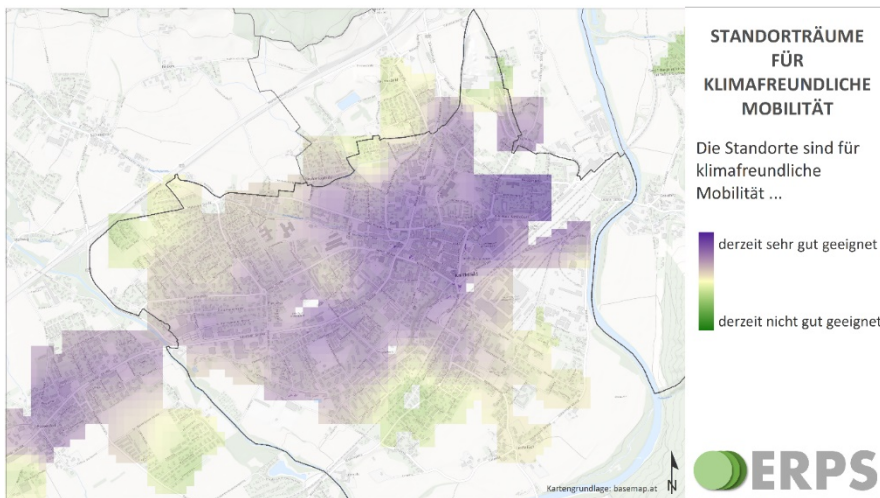 STANDORTRÄUME
FÜR
KLIMAFREUNDLICHE
MOBILITÄT
Die Standorte sind für
klimafreundliche
Mobilität ...
derzeit sehr gut geeignet
derzeit nicht gut geeignet
Kartengrundlage: basemap.at
N
ERPS